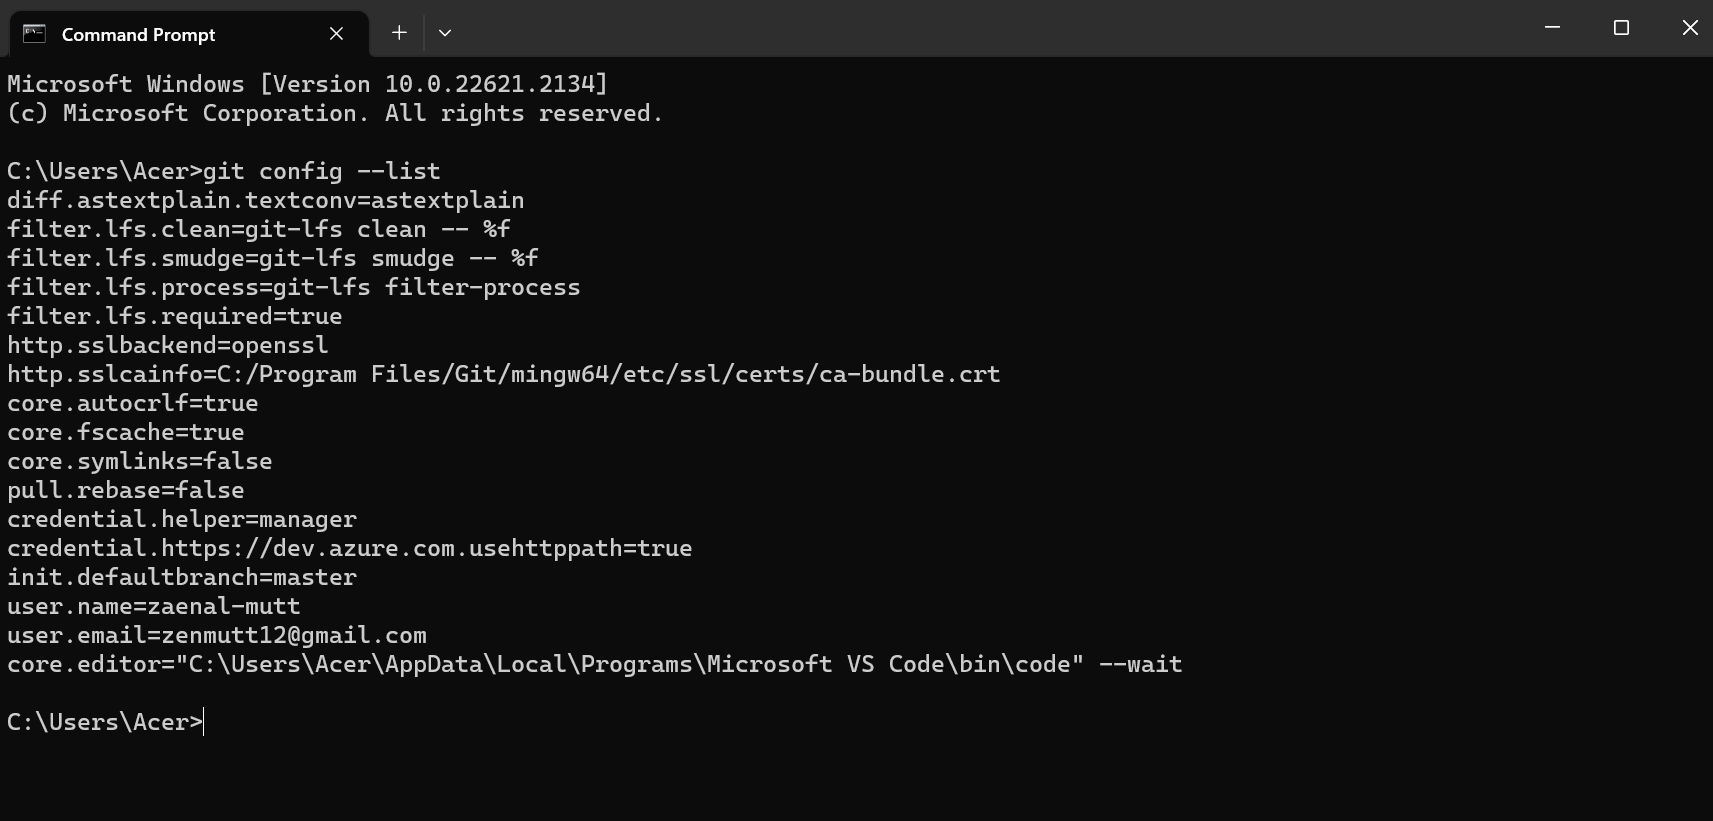 Command Prompt
Microsoft Windows [Version 10.0.22621.2134]
(c) Microsoft Corporation. All rights reserved.
C:\Users\Acer>git config --list
diff.astextplain.textconv=astextplain
filter.lfs.clean=git-lfs clean -- %f
filter.lfs.smudge=git-lfs smudge -- %f
filter.lfs.process=git-lfs filter-process
filter.lfs.required=true
http.sslbackend=openssl
http.sslcainfo=C:/Program Files/Git/mingw64/etc/ssl/certs/ca-bundle.crt
core.autocrlf=true
core.fscache=true
core.symlinks=false
pull.rebase=false
credential.helper=manager
credential.https://dev.azure.com.usehttppath=true
init.defaultbranch=master
user.name=zaenal-mutt
user.email=zenmutt12@gmail.com
core.editor="C:\Users\Acer\AppData\Local\Programs\Microsoft VS Code\bin\code" --wait
C:\Users\Acer>